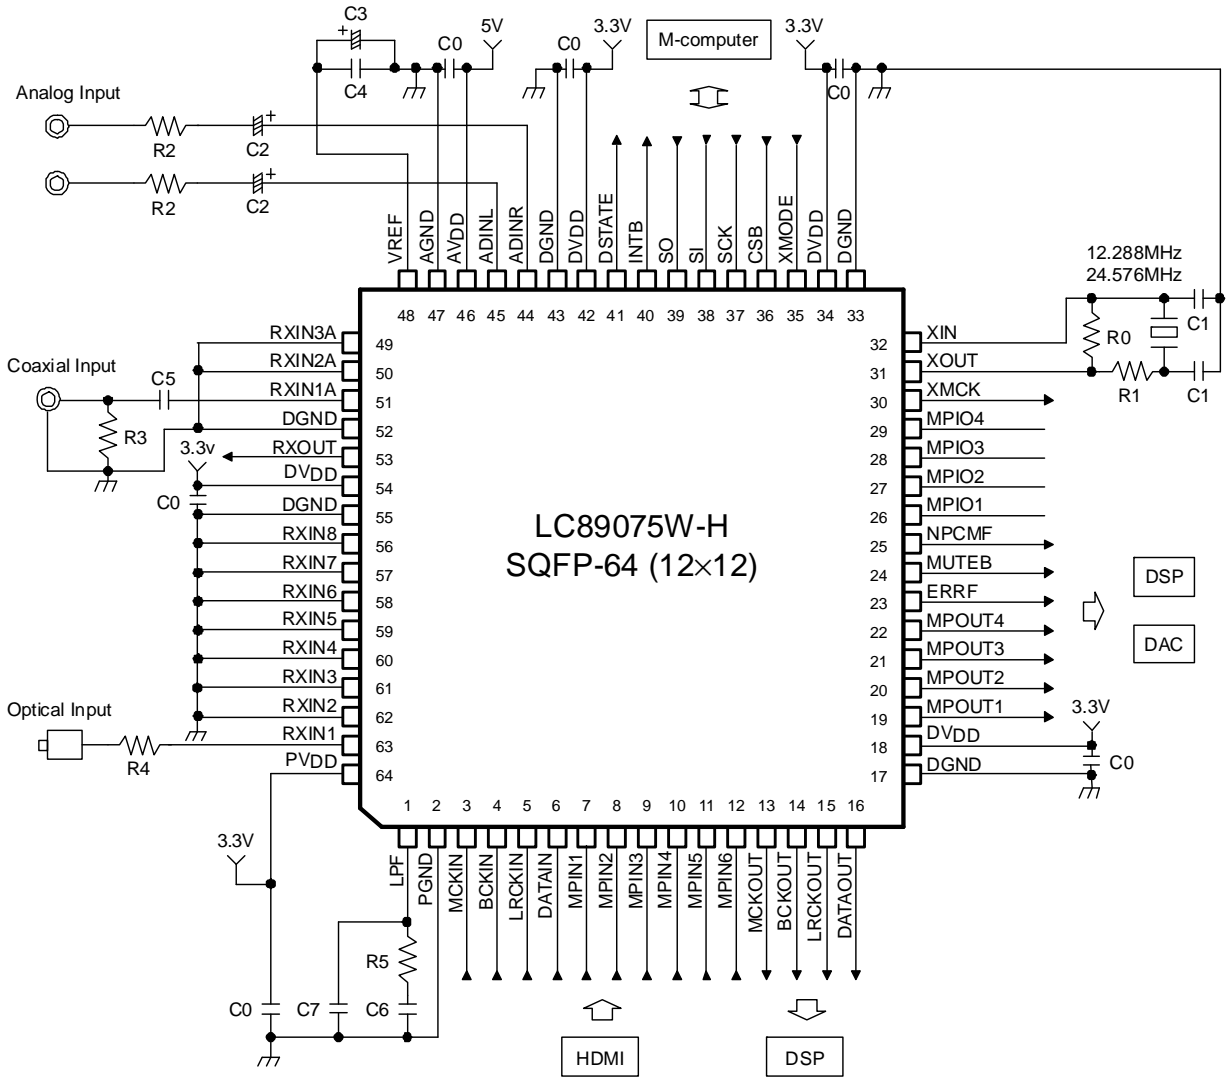 C3
5V
3.3V
M-computer
3.3V
C0
C0
C4
C0
Analog Input
R2
C2
R2
C2
VREF
AGND
AVDD
ADINL
ADINR
DGND
DVDD
DSTATE
INTB
SO
SI
SCK
CSB
XMODE
DVDD
DGND
12.288MHz
24.576MHz
48 47 46 45 44 43 42 41 40 39 38 37 36 35 34 33
RXIN3A 49
RXIN2A 50
RXIN1A 51
DGND 52
RXOUT 53
DVDD 54
DGND 55
RXIN8 56
RXIN7 57
RXIN6 58
RXIN5 59
RXIN4 60
RXIN3 61
RXIN2 62
RXIN1 63
PVDD 64
Coaxial Input
C5
R3
3.3v
C0
Optical Input
R4
LC89075W-H
SQFP-64 (12×12)
32 XIN
31 XOUT
30 XMCK
29 MPIO4
28 MPIO3
27 MPIO2
26 MPIO1
25 NPCMF
24 MUTEB
23 ERRF
22 MPOUT4
21 MPOUT3
20 MPOUT2
19 MPOUT1
18 DVDD
17 DGND
R0
C1
R1
C1
DSP
DAC
3.3V
C0
1 2 3 4 5 6 7 8 9 10 11 12 13 14 15 16
LPF
PGND
MCKIN
BCKIN
LRCKIN
DATAIN
MPIN1
MPIN2
MPIN3
MPIN4
MPIN5
MPIN6
MCKOUT
BCKOUT
LRCKOUT
DATAOUT
3.3V
R5
C0
C7
C6
HDMI
DSP